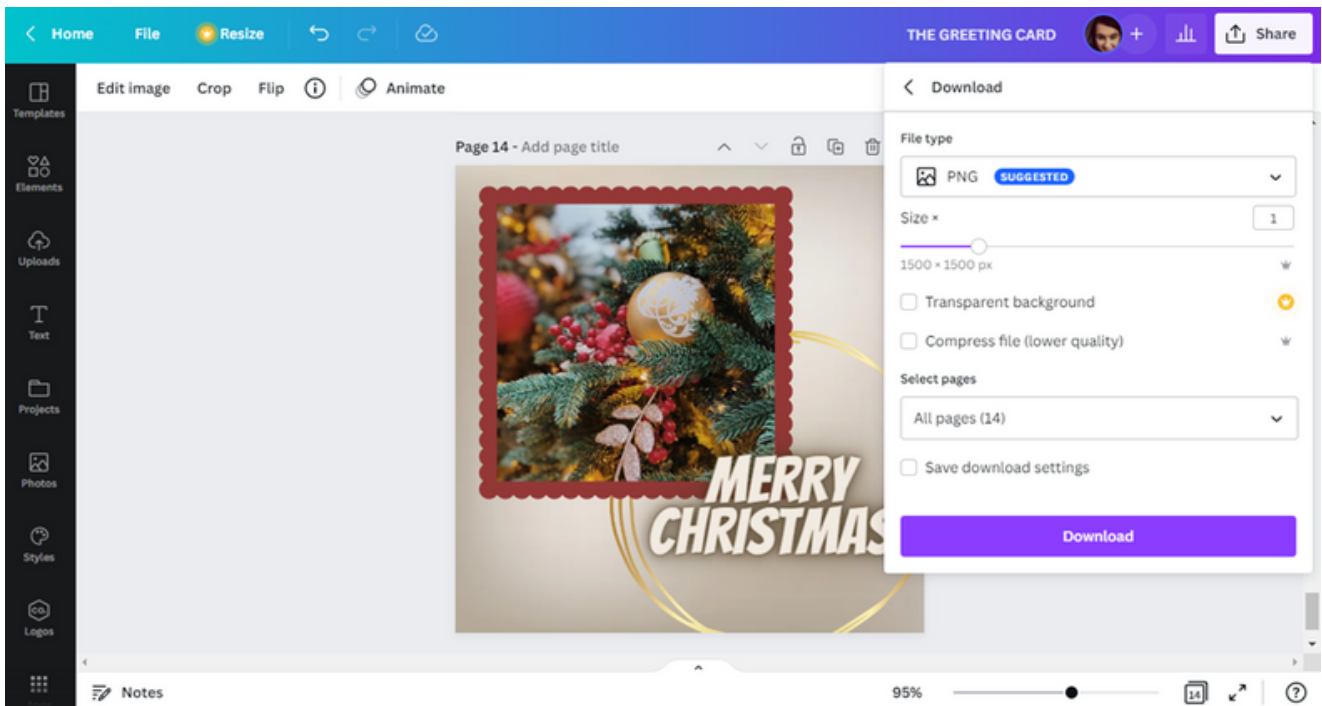 Home File Resize THE GREETING CARD + Share
Templates
Elements
Uploads
Text
Projects
Photos
Styles
CO.
Logos
Edit image Crop Flip Animate
Page 14 - Add page title
MERRY
CHRISTMAS
Download
File type
PNG SUGGESTED
Size × 1
1500 × 1500 px
Transparent background
Compress file (lower quality)
Select pages
All pages (14)
Save download settings
Download
Notes 95% 14 ?